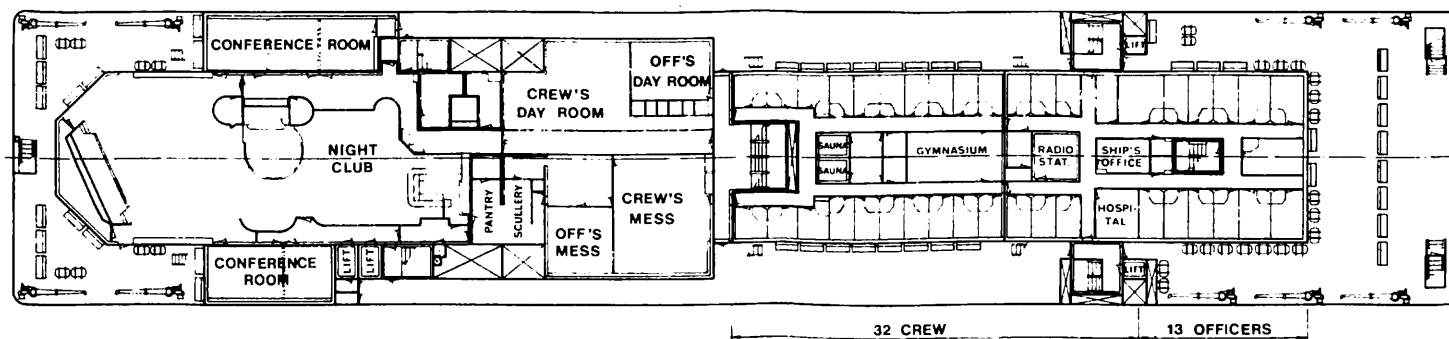 CONFERENCE ROOM
NIGHT
CLUB
CONFERENCE
ROOM
LIFT
LIFT
CREW'S
DAY ROOM
OFF'S
DAY ROOM
PANTRY
SCULLERY
OFF'S
MESS
CREW'S
MESS
SAUNA
SAUNA
GYMNASIUM
RADIO
STAT.
SHIP'S
OFFICE
HOSPI-
TAL
LIFT
LIFT
32 CREW
13 OFFICERS